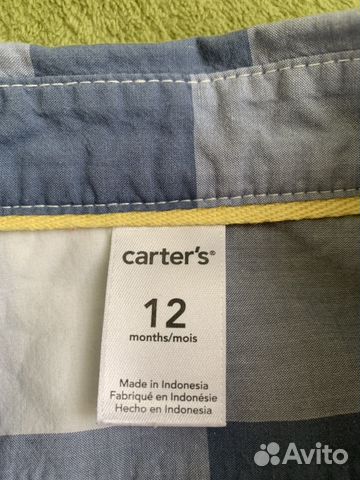 carter's®
12
months/mois
Made in Indonesia
Fabriqué en Indonésie
Hecho en Indonesia
Avito